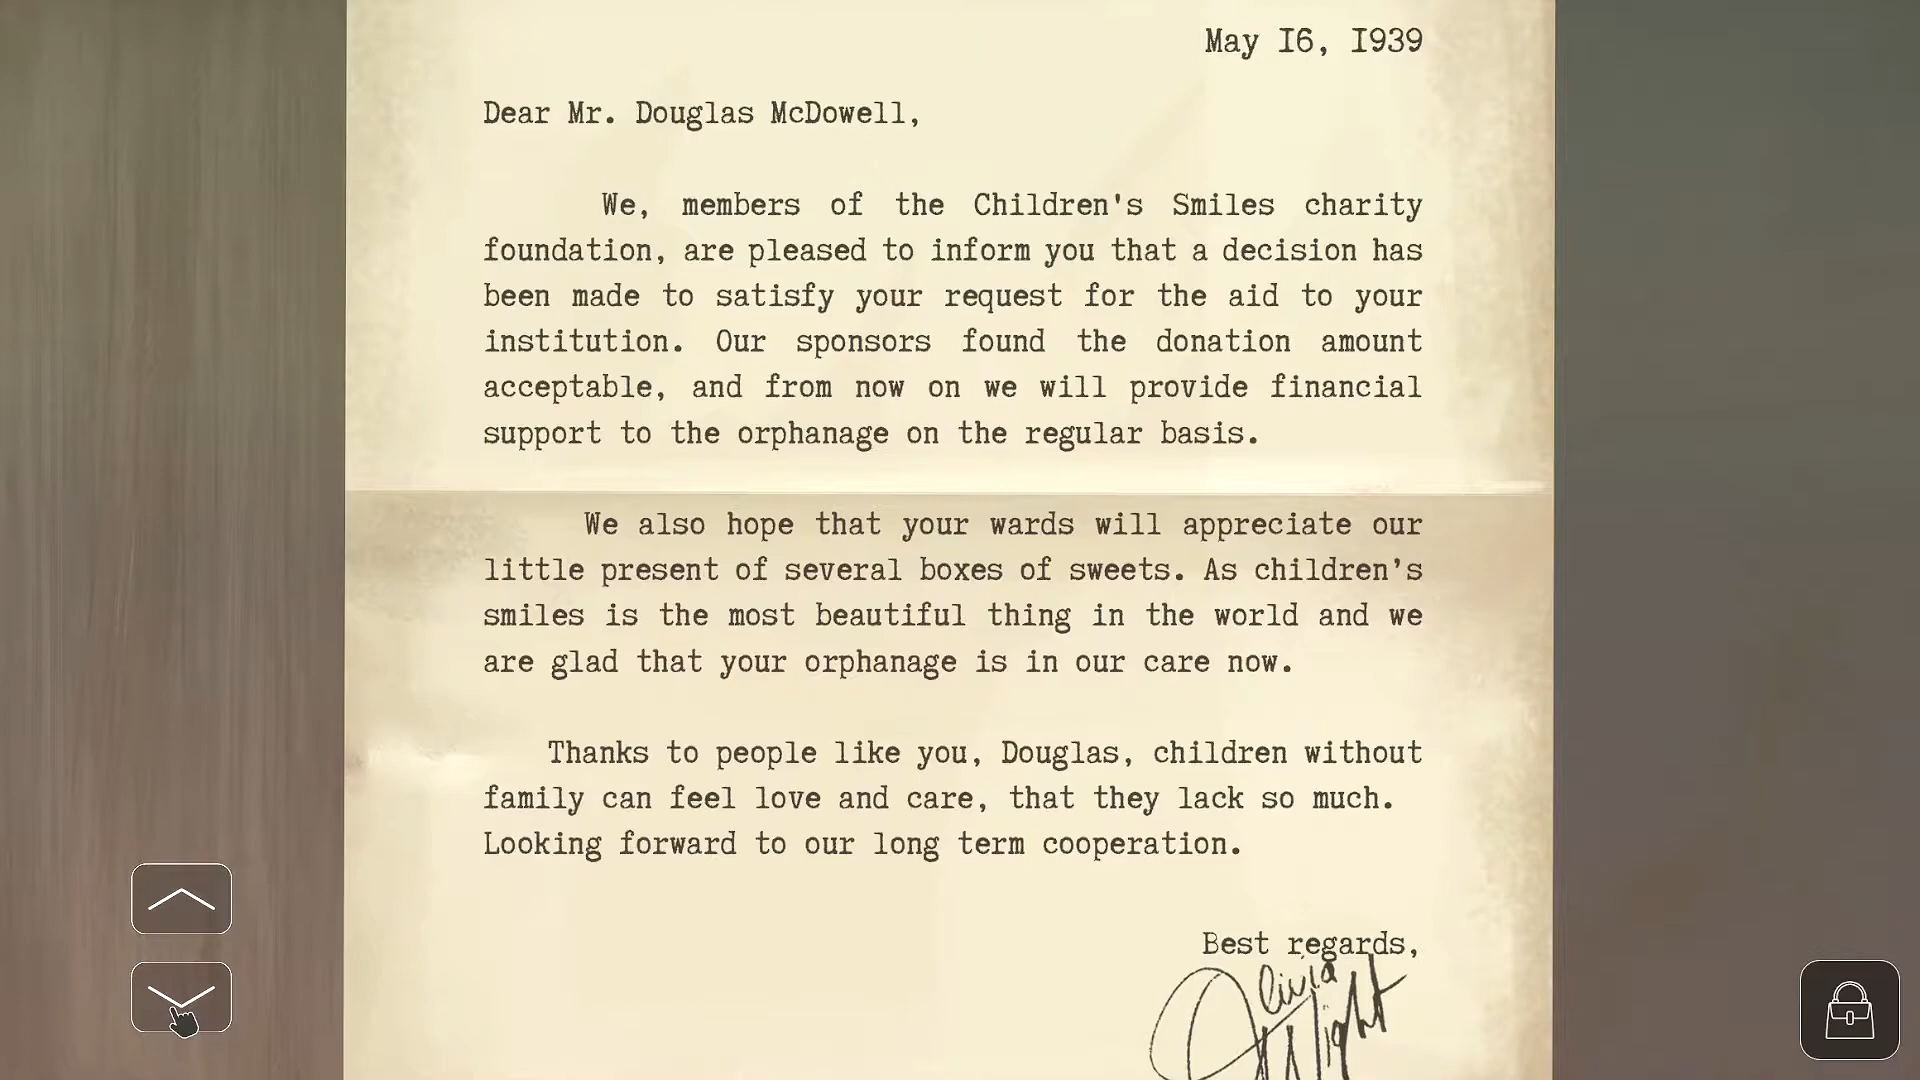 May I6, I939
Dear Mr. Douglas McDowell,
We, members of the Children's Smiles charity
foundation, are pleased to inform you that a decision has
been made to satisfy your request for the aid to your
institution. Our sponsors found the donation amount
acceptable, and from now on we will provide financial
support to the orphanage on the regular basis.
We also hope that your wards will appreciate our
little present of several boxes of sweets. As children's
smiles is the most beautiful thing in the world and we
are glad that your orphanage is in our care now.
Thanks to people like you, Douglas, children without
family can feel love and care, that they lack so much.
Looking forward to our long term cooperation.
Best regards,
Olivia